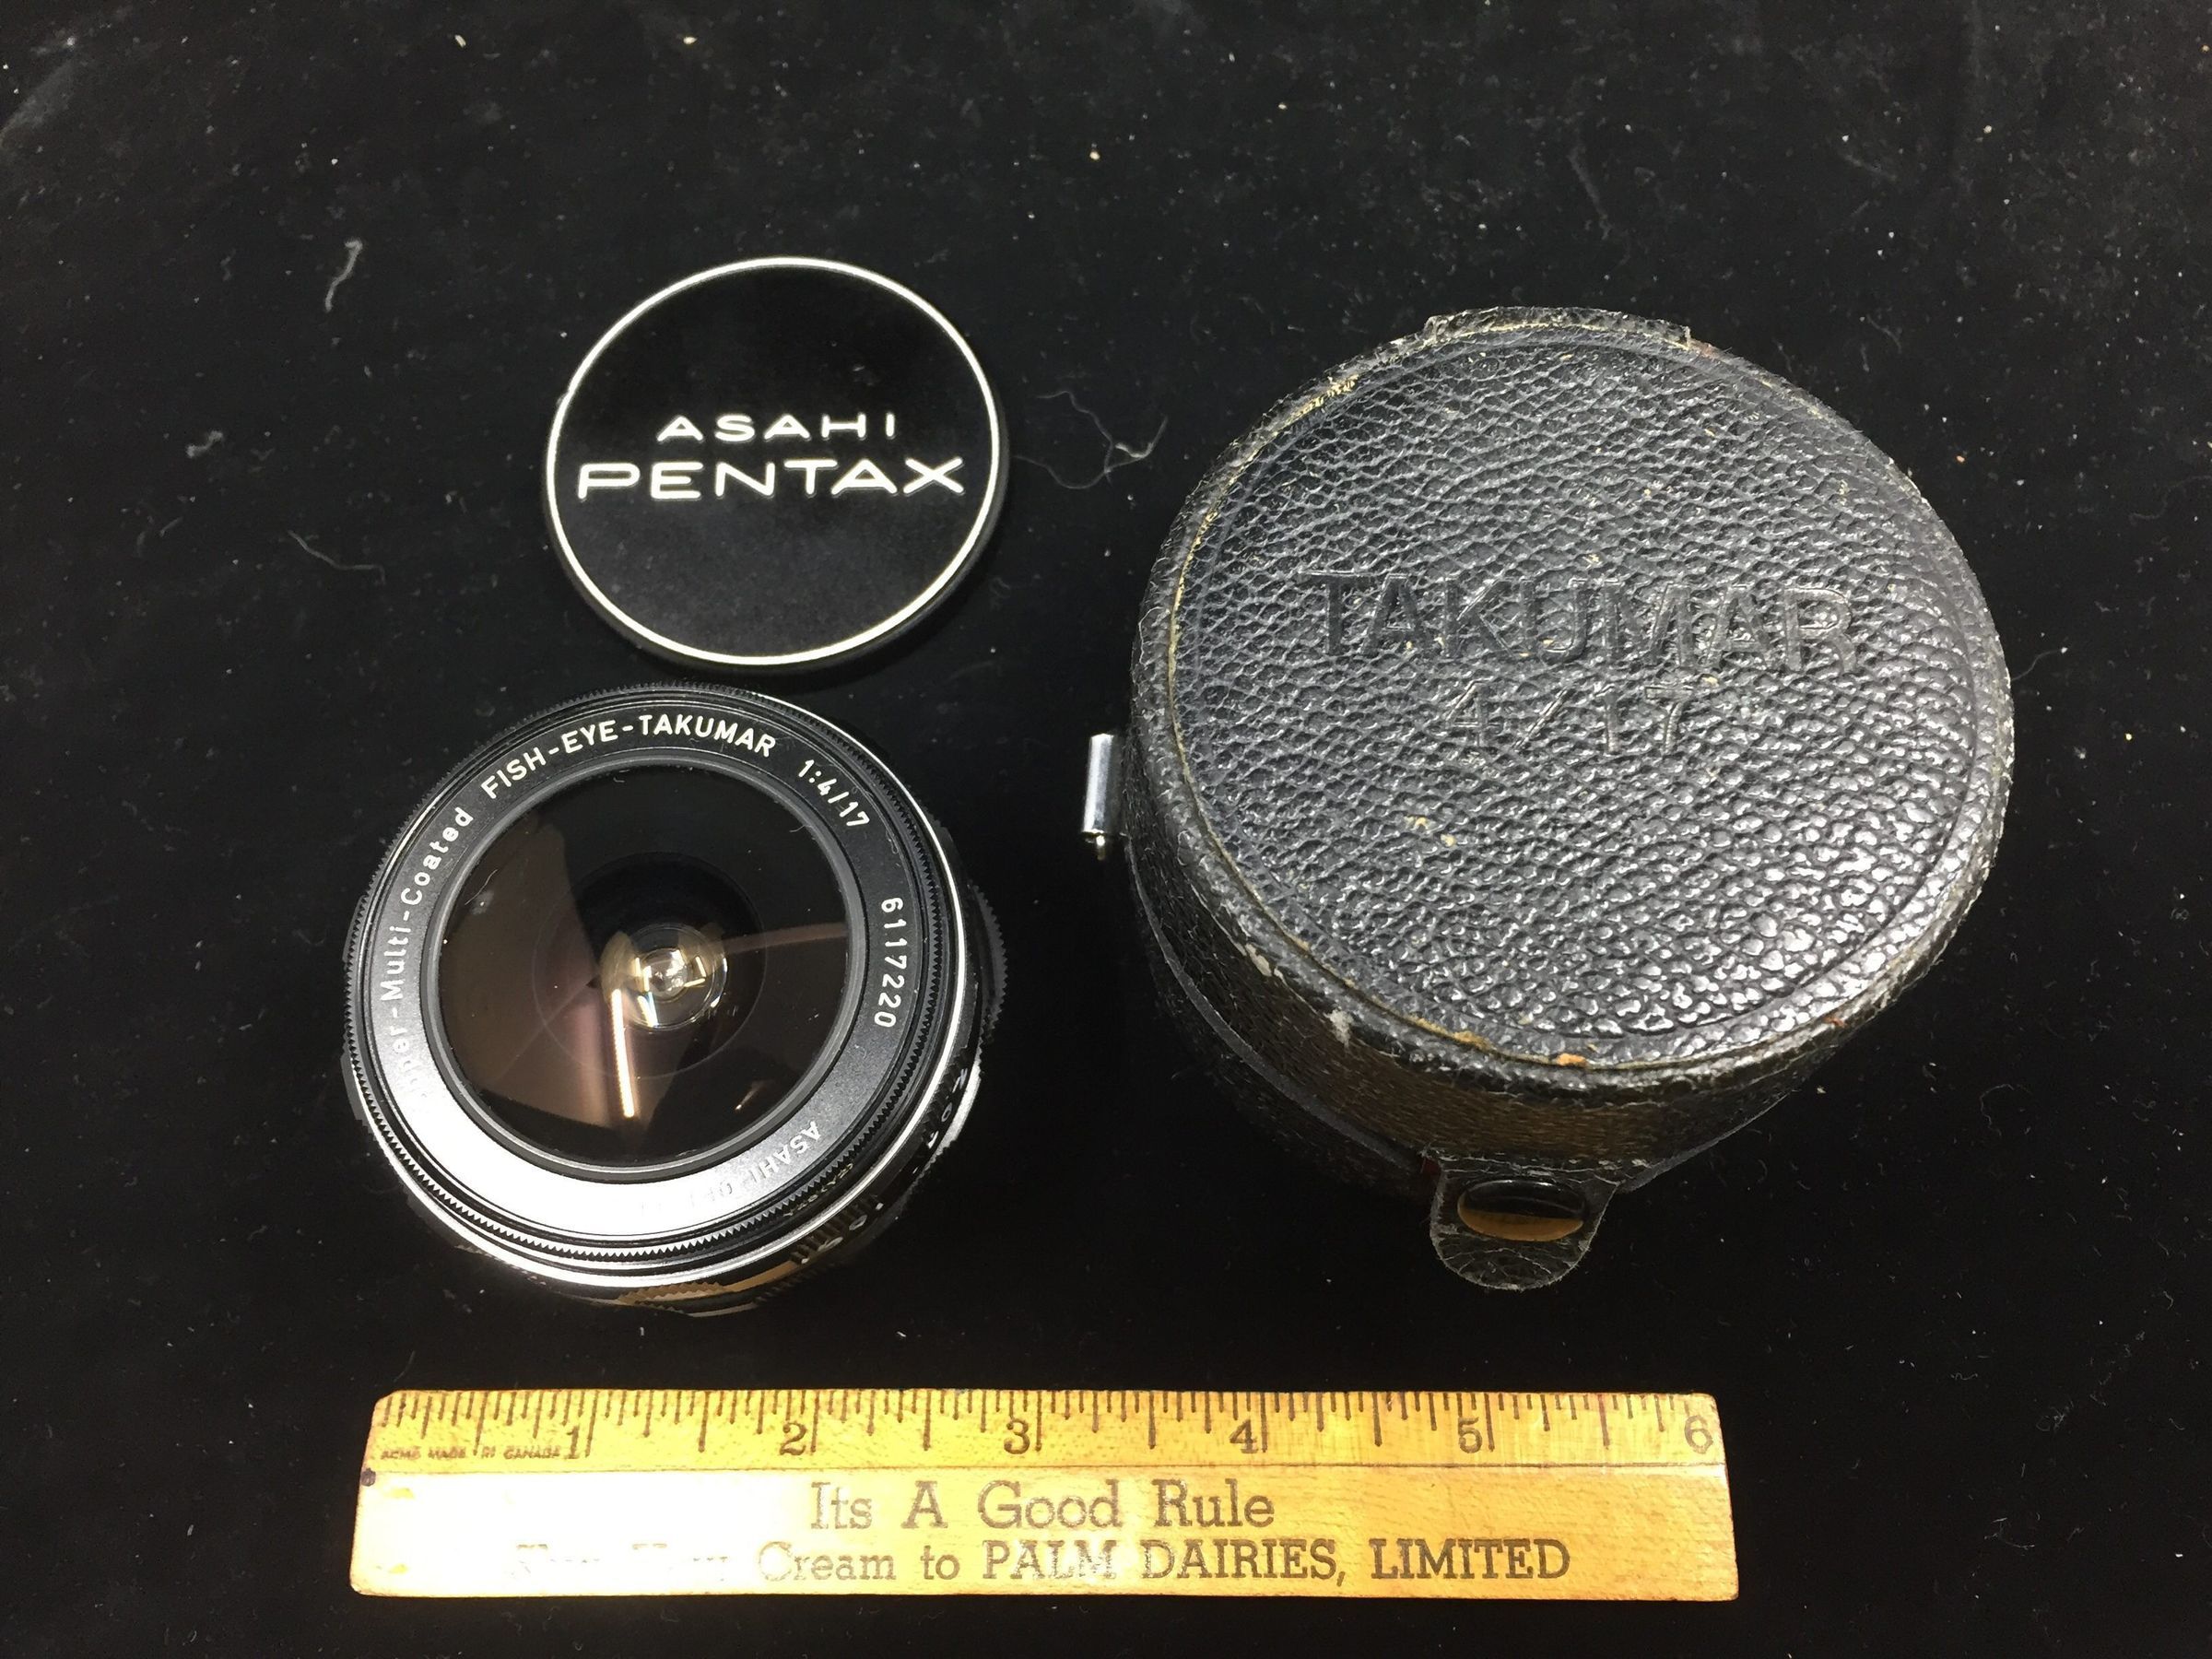 ASAHI
PENTAX
TAKUMAR
4/17
Multi-Coated FISH-EYE-TAKUMAR 1:4/17 6117220
ASAHI
1 2 3 4 5 6
ACME MADE IN CANADA
Its A Good Rule
Cream to PALM DAIRIES, LIMITED